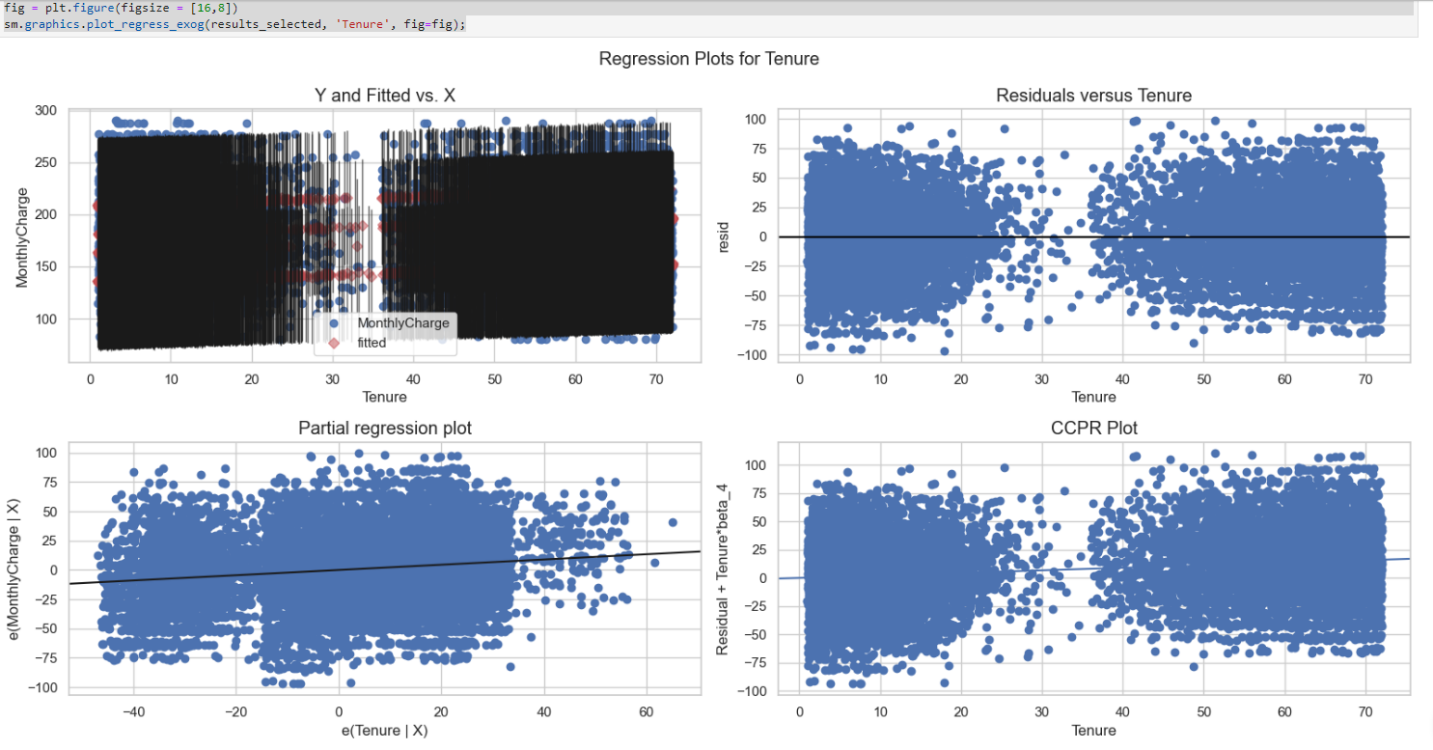 fig = plt.figure(figsize = [16,8])
sm.graphics.plot_regress_exog(results_selected, 'Tenure', fig=fig);
Regression Plots for Tenure
Y and Fitted vs. X
300
250
200
150
100
MonthlyCharge
MonthlyCharge
fitted
0 10 20 30 40 50 60 70
Tenure
Residuals versus Tenure
100
75
50
25
0
−25
−50
−75
−100
resid
0 10 20 30 40 50 60 70
Tenure
Partial regression plot
100
75
50
25
0
−25
−50
−75
−100
e(MonthlyCharge | X)
−40 −20 0 20 40 60
e(Tenure | X)
CCPR Plot
100
75
50
25
0
−25
−50
−75
−100
Residual + Tenure*beta_4
0 10 20 30 40 50 60 70
Tenure